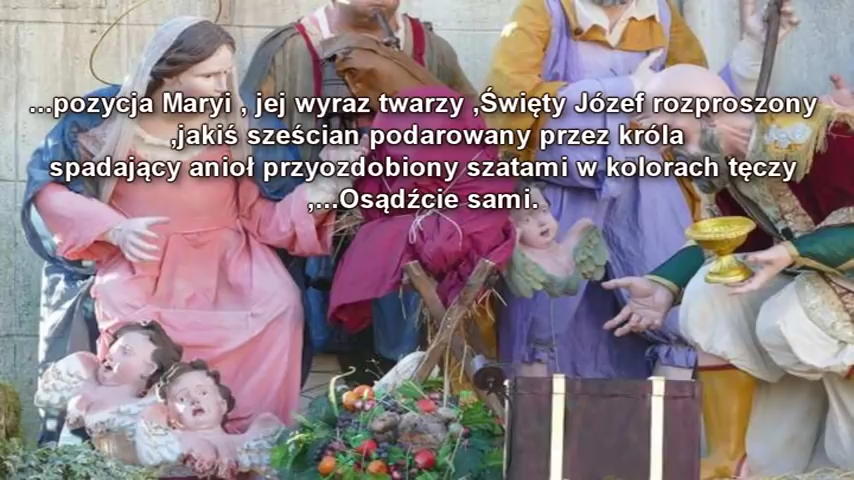 ...pozycja Maryi , jej wyraz twarzy ,Święty Józef rozproszony
,jakiś sześcian podarowany przez króla
spadający anioł przyozdobiony szatami w kolorach tęczy
,...Osądźcie sami.